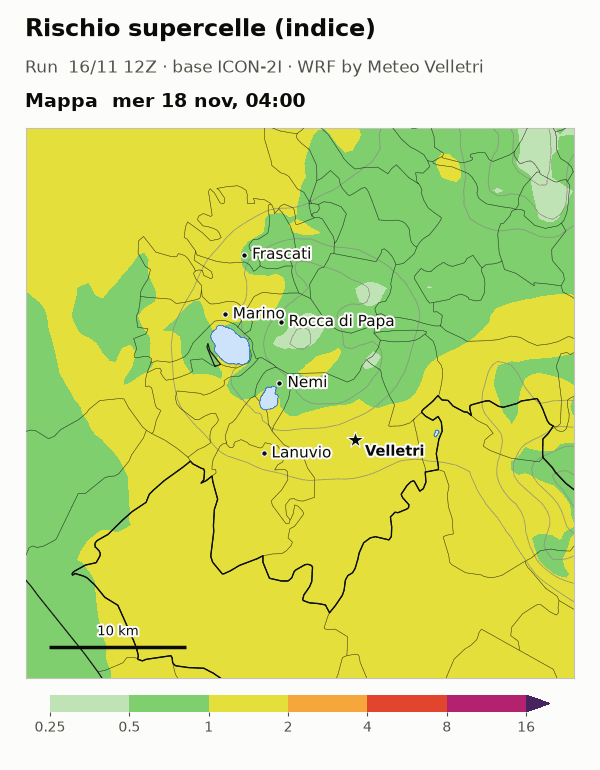 Rischio supercelle (indice)
Run  16/11 12Z · base ICON-2I · WRF by Meteo Velletri
Mappa  mer 18 nov, 04:00
Frascati
Marino
Rocca di Papa
Nemi
Velletri
Lanuvio
10 km
0.25 0.5 1 2 4 8 16